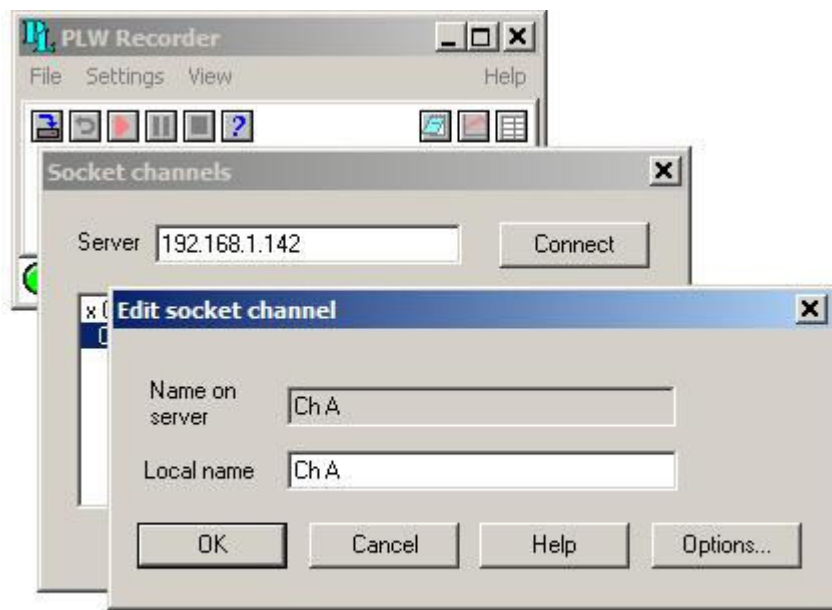 PLW Recorder
File Settings View Help
?
Socket channels
Server 192.168.1.142 Connect
x
Edit socket channel
Name on
server
Ch A
Local name Ch A
OK Cancel Help Options...